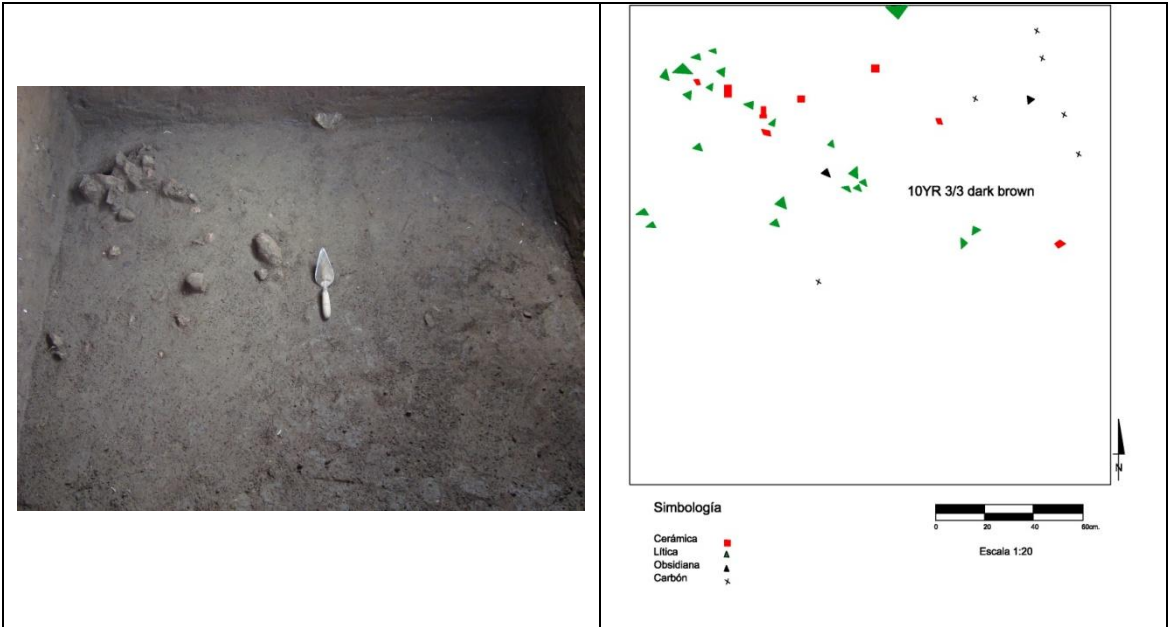 10YR 3/3 dark brown
N
Simbología
Cerámica
Lítica
Obsidiana
Carbón
0 20 40 60cm.
Escala 1:20